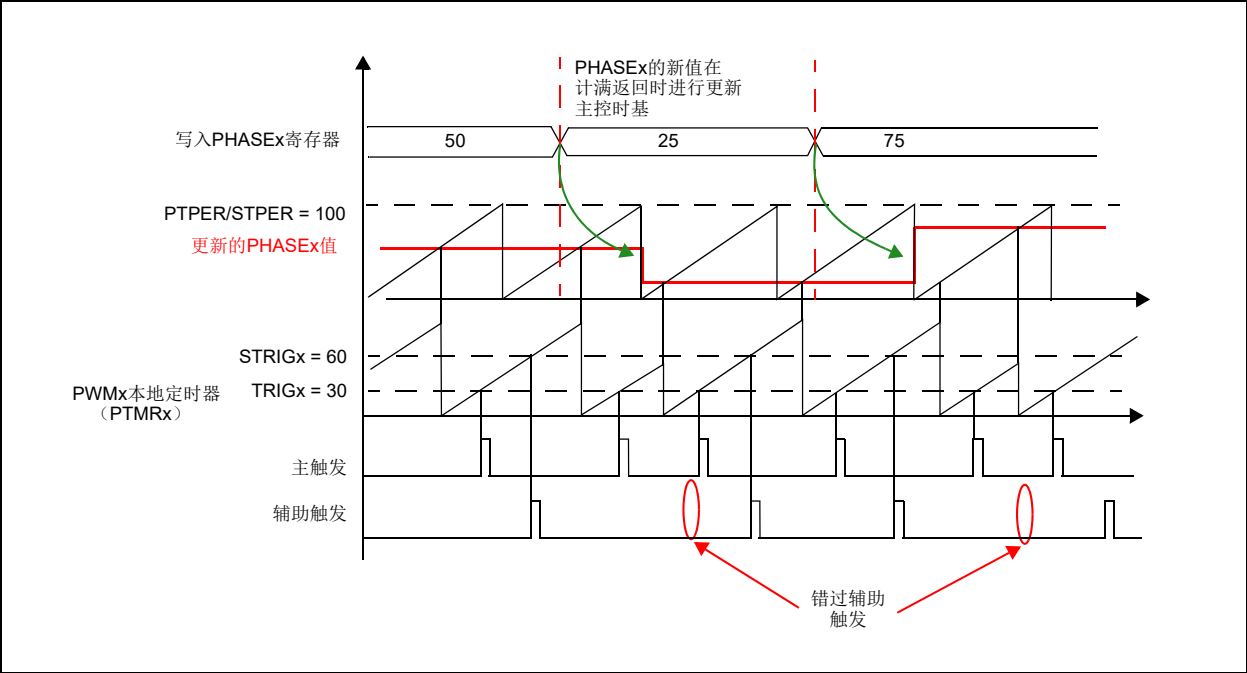 PHASEx的新值在
计满返回时进行更新
主控时基
写入PHASEx寄存器
50
25
75
PTPER/STPER = 100
更新的PHASEx值
STRIGx = 60
TRIGx = 30
PWMx本地定时器
（PTMRx）
主触发
辅助触发
错过辅助
触发